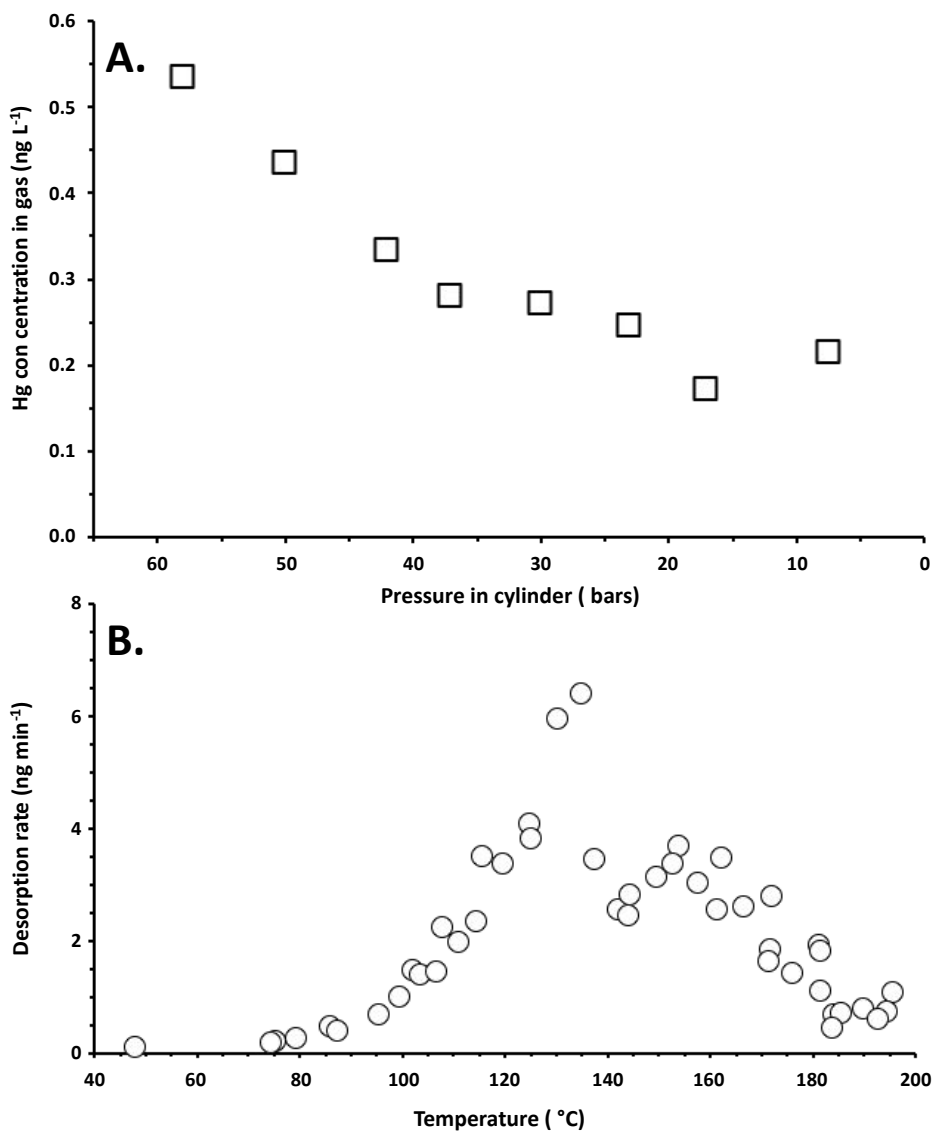 A.
Hg con centration in gas (ng L⁻¹)
0.6
0.5
0.4
0.3
0.2
0.1
0.0
60 50 40 30 20 10 0
Pressure in cylinder ( bars)
B.
Desorption rate (ng min⁻¹)
8
6
4
2
0
40 60 80 100 120 140 160 180 200
Temperature ( °C)